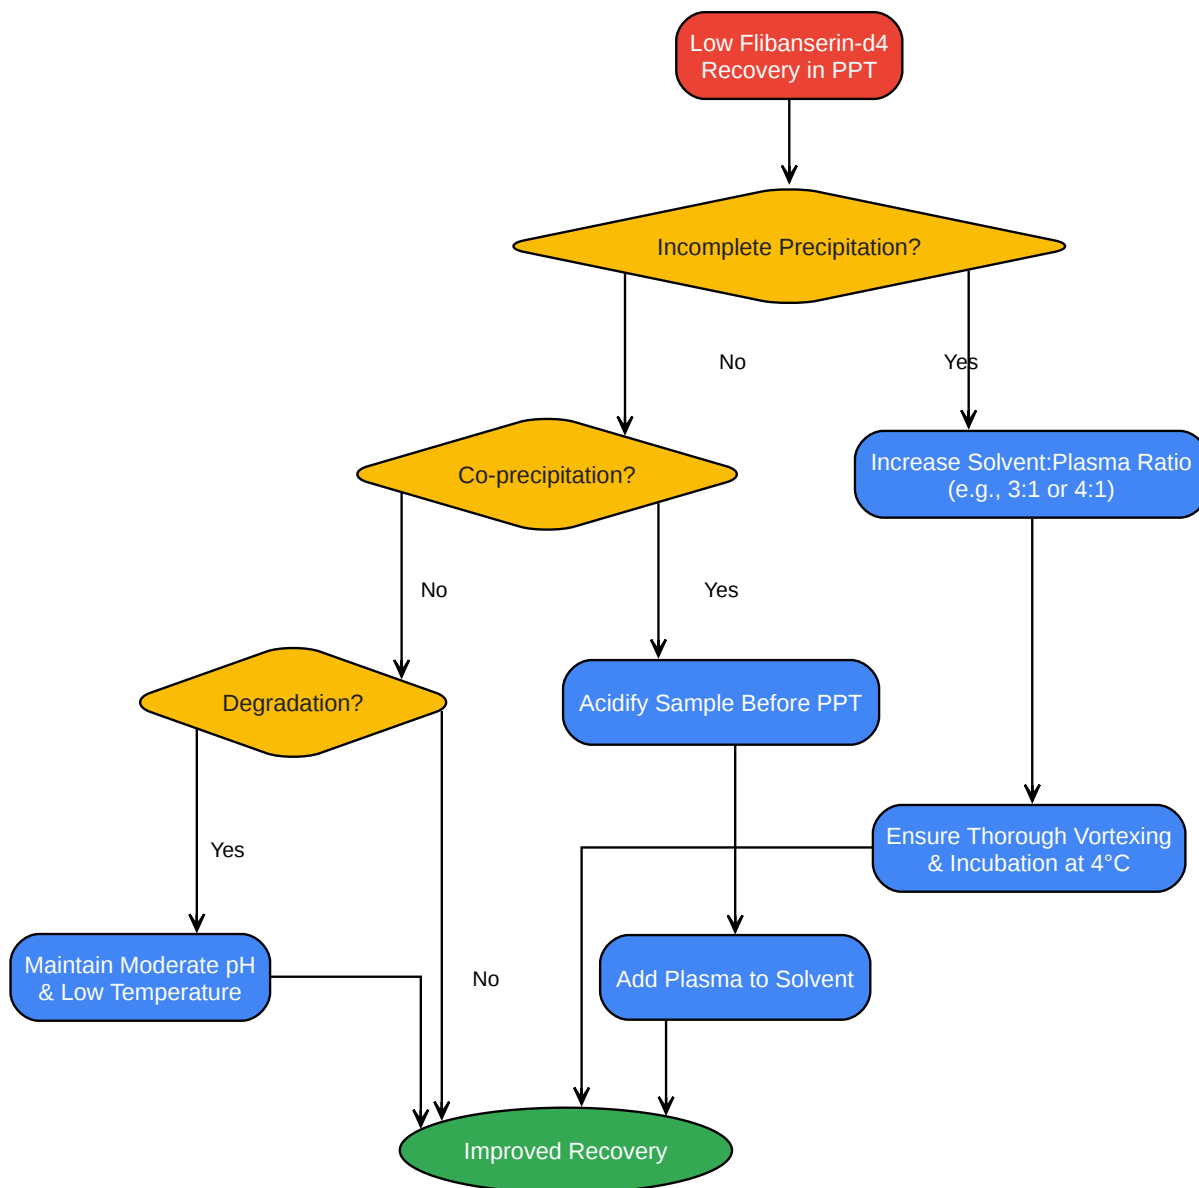 Low Flibanserin-d4
Recovery in PPT
Incomplete Precipitation?
No
Yes
Co-precipitation?
Increase Solvent:Plasma Ratio
(e.g., 3:1 or 4:1)
No
Yes
Degradation?
Acidify Sample Before PPT
Yes
Ensure Thorough Vortexing
& Incubation at 4°C
Maintain Moderate pH
& Low Temperature
No
Add Plasma to Solvent
Improved Recovery